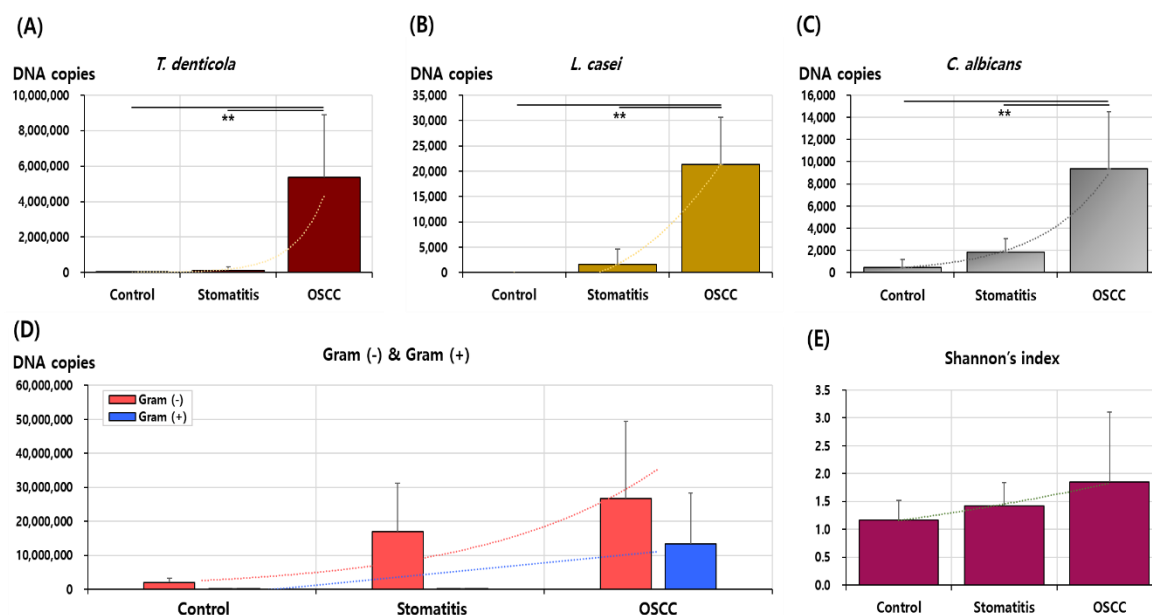 (A)
T. denticola
DNA copies
10,000,000
8,000,000
6,000,000
4,000,000
2,000,000
0
**
Control Stomatitis OSCC
(B)
L. casei
DNA copies
35,000
30,000
25,000
20,000
15,000
10,000
5,000
0
**
Control Stomatitis OSCC
(C)
C. albicans
DNA copies
16,000
14,000
12,000
10,000
8,000
6,000
4,000
2,000
0
**
Control Stomatitis OSCC
(D)
Gram (-) & Gram (+)
DNA copies
60,000,000
50,000,000
40,000,000
30,000,000
20,000,000
10,000,000
0
Gram (-)
Gram (+)
Control Stomatitis OSCC
(E)
Shannon's index
3.5
3.0
2.5
2.0
1.5
1.0
0.5
0.0
Control Stomatitis OSCC